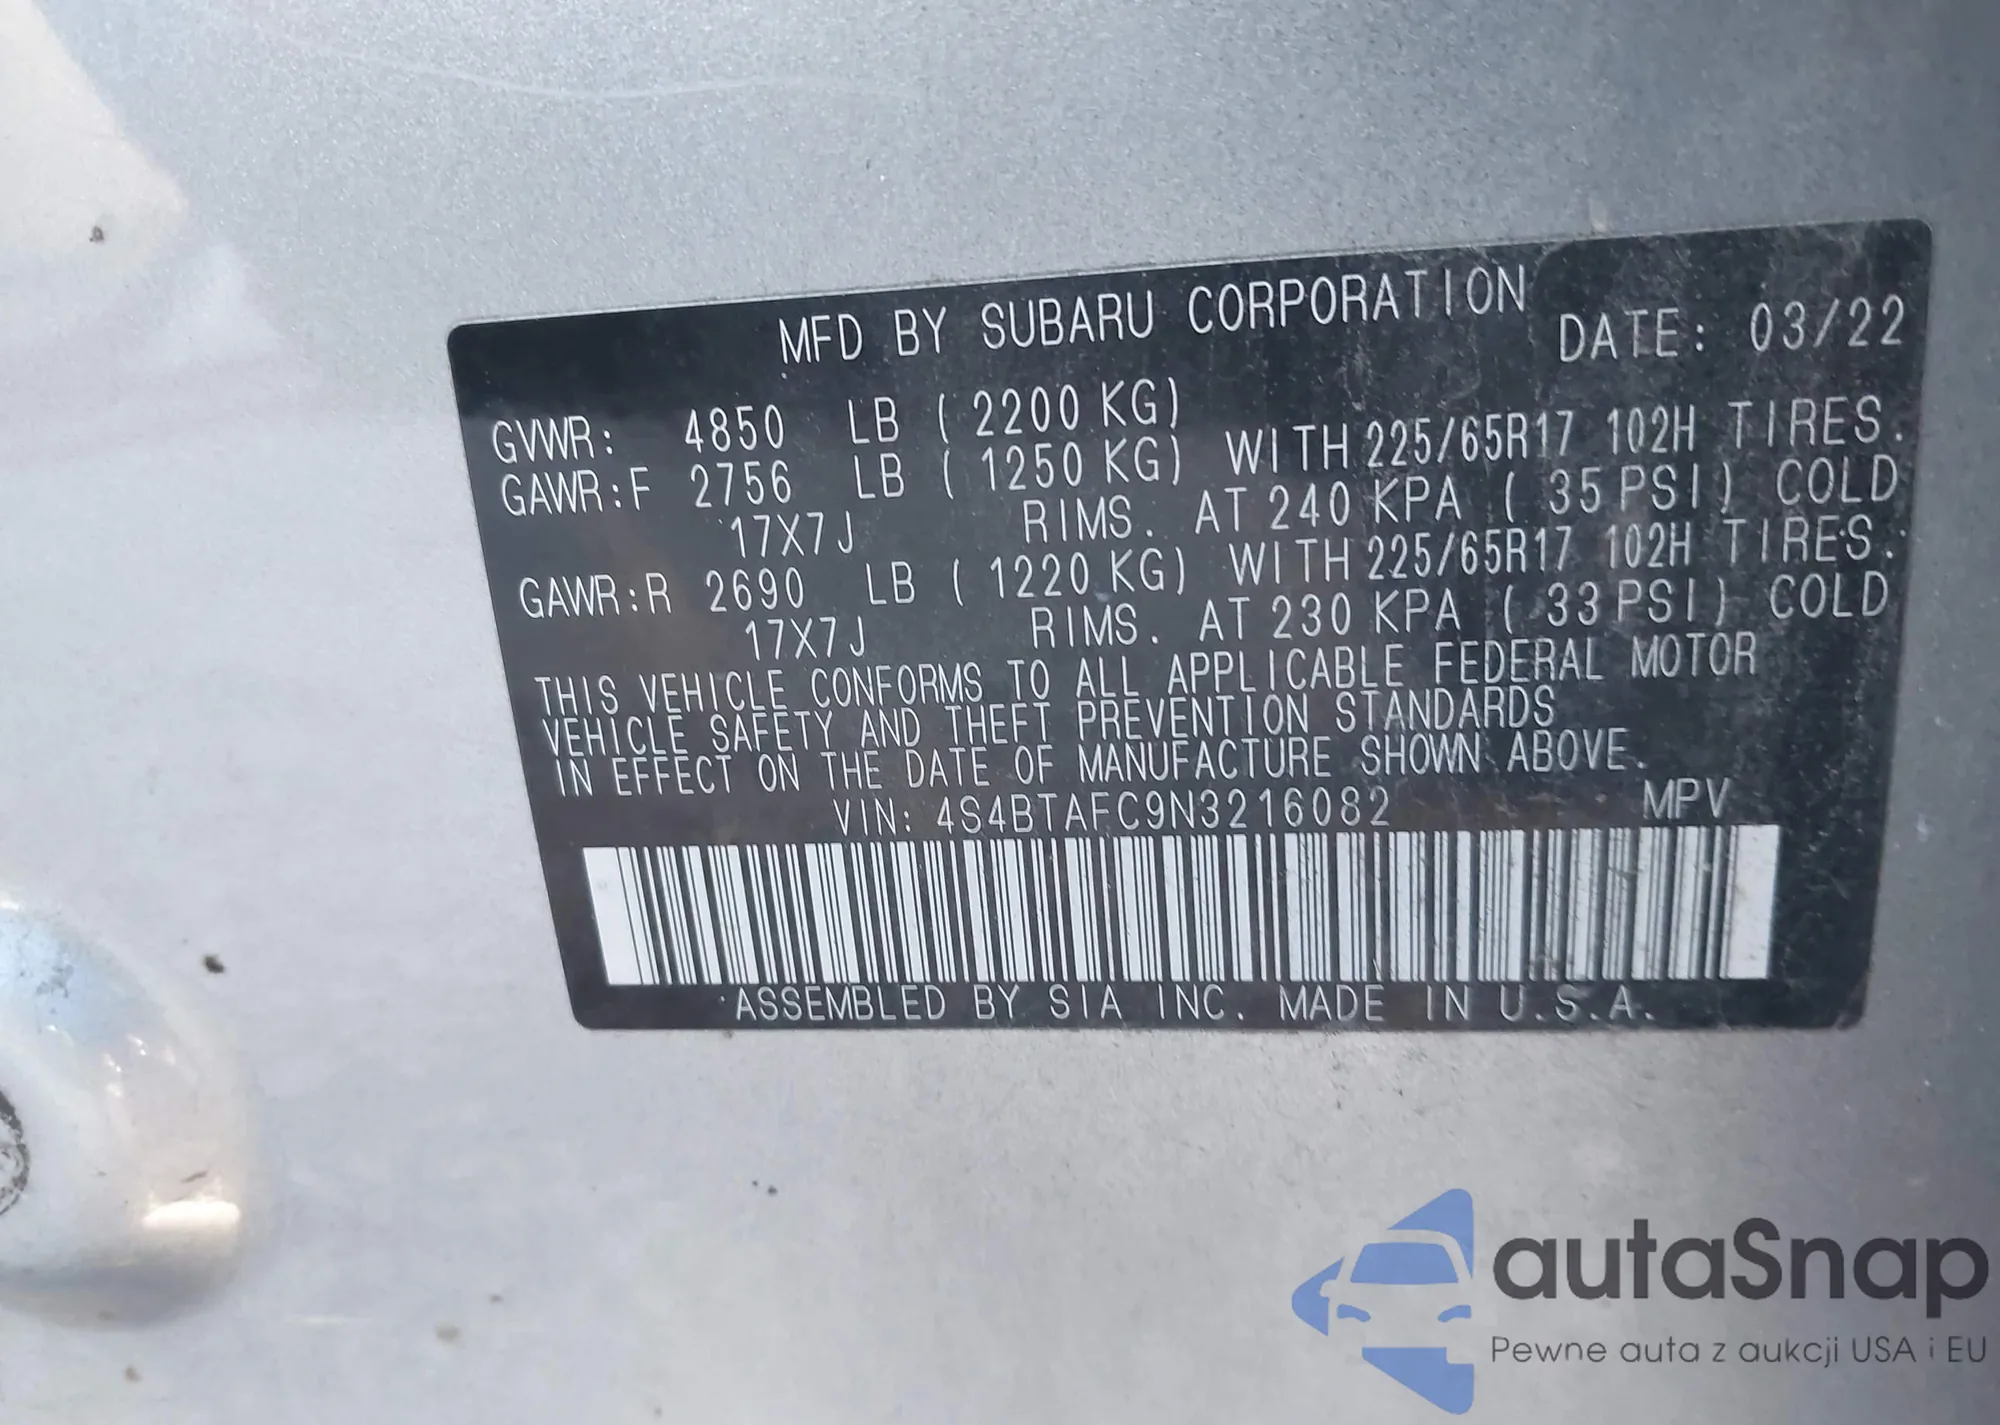 MFD BY SUBARU CORPORATION DATE: 03/22
GVWR: 4850 LB ( 2200 KG)
GAWR:F 2756 LB ( 1250 KG) WITH 225/65R17 102H TIRES.
17X7J RIMS. AT 240 KPA ( 35 PSI) COLD
GAWR:R 2690 LB ( 1220 KG) WITH 225/65R17 102H TIRES.
17X7J RIMS. AT 230 KPA ( 33 PSI) COLD
THIS VEHICLE CONFORMS TO ALL APPLICABLE FEDERAL MOTOR
VEHICLE SAFETY AND THEFT PREVENTION STANDARDS
IN EFFECT ON THE DATE OF MANUFACTURE SHOWN ABOVE.
VIN: 4S4BTAFC9N3216082 MPV
ASSEMBLED BY SIA INC. MADE IN U.S.A.
autaSnap
Pewne auta z aukcji USA i EU